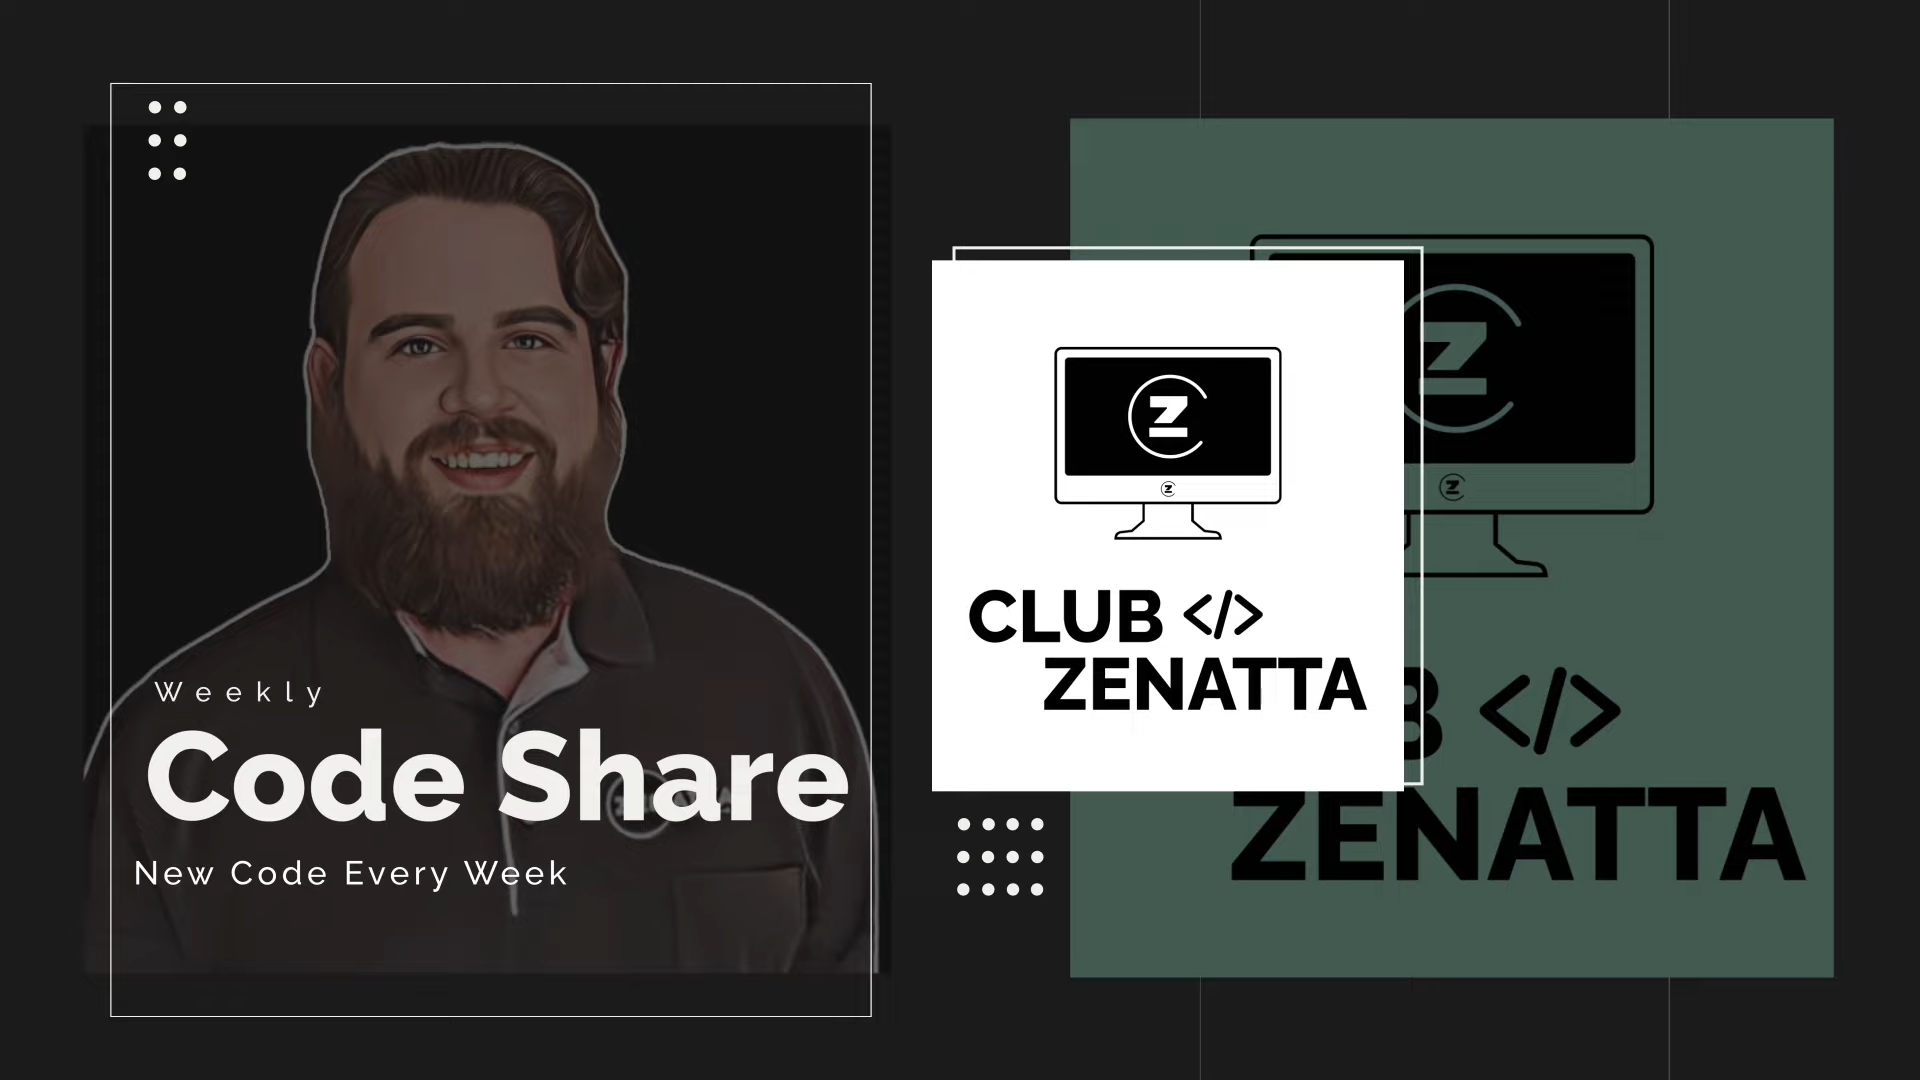 Weekly
Code Share
New Code Every Week
Z
Z
CLUB </>
ZENATTA
Z
Z
B </>
ZENATTA